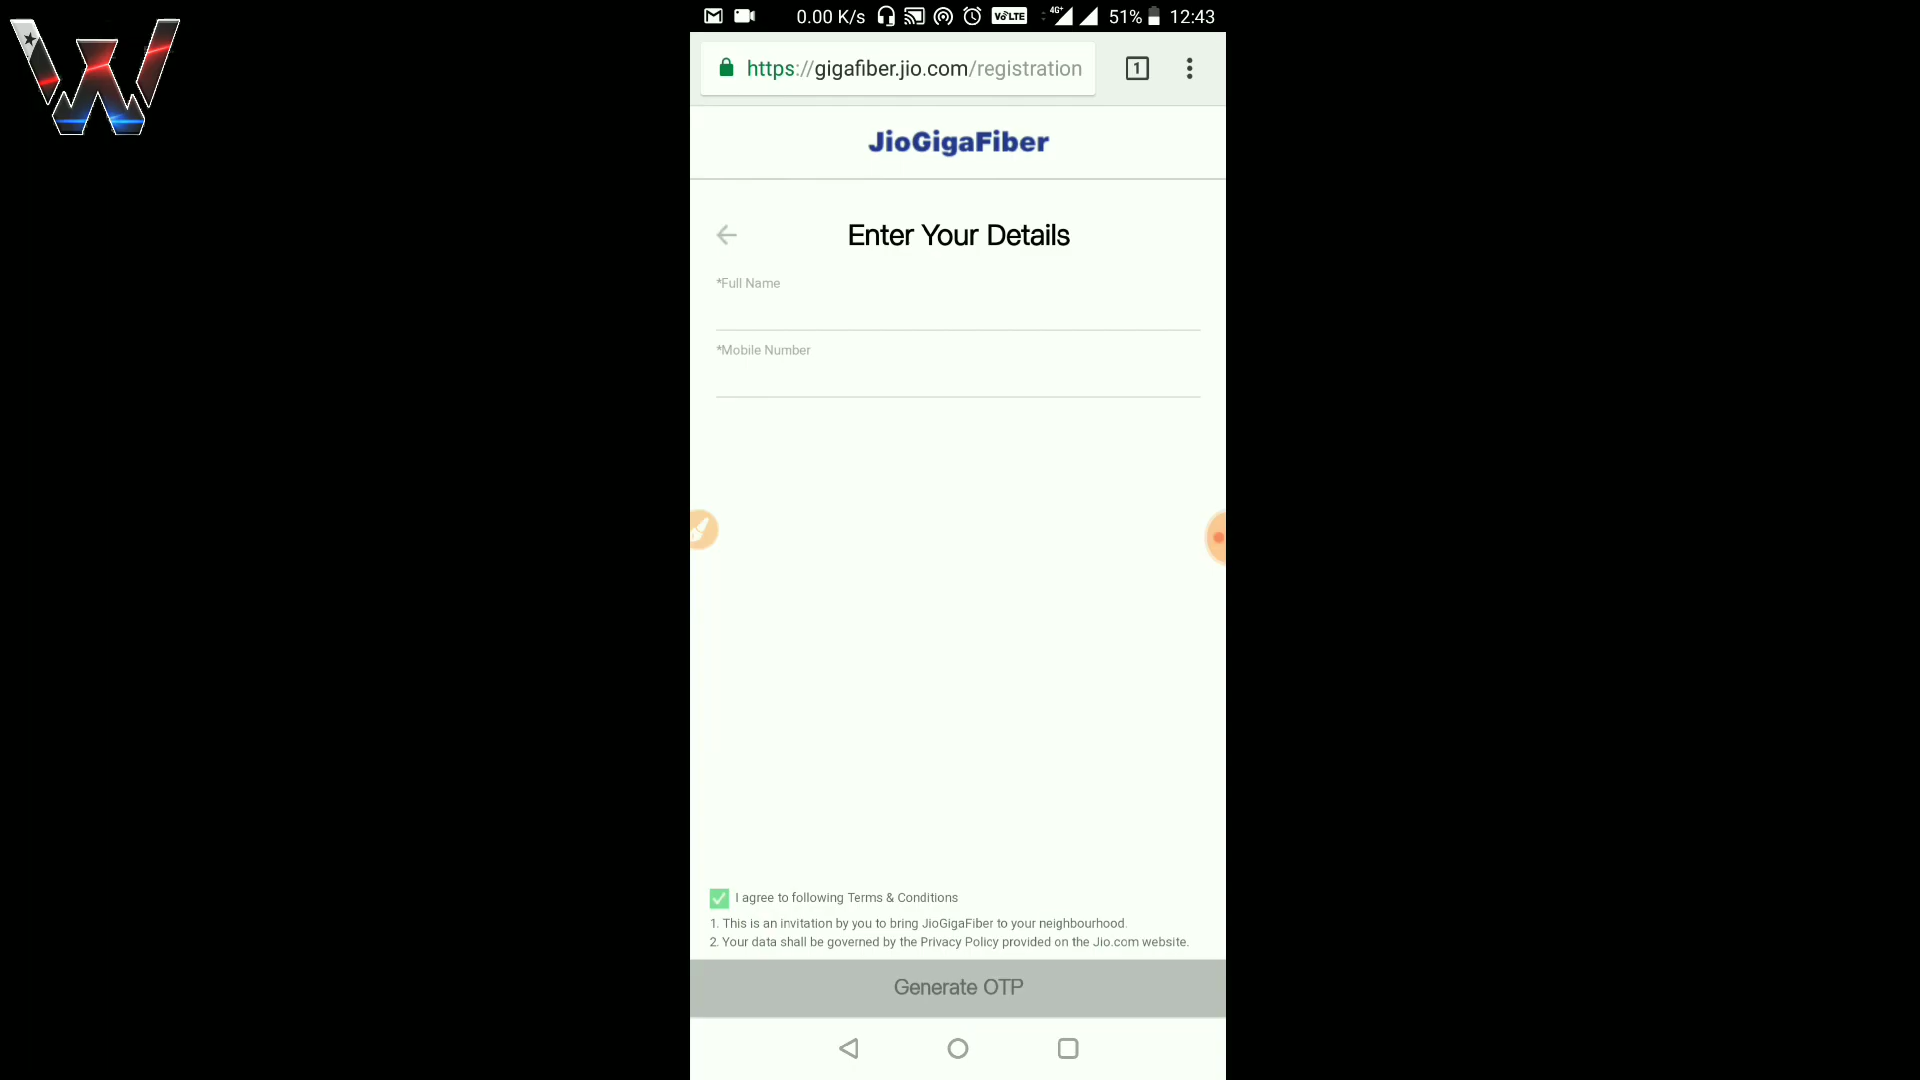 0.00 K/s VoLTE 4G+ 51% 12:43
https://gigafiber.jio.com/registration 1
JioGigaFiber
Enter Your Details
*Full Name
*Mobile Number
I agree to following Terms & Conditions
1. This is an invitation by you to bring JioGigaFiber to your neighbourhood.
2. Your data shall be governed by the Privacy Policy provided on the Jio.com website.
Generate OTP